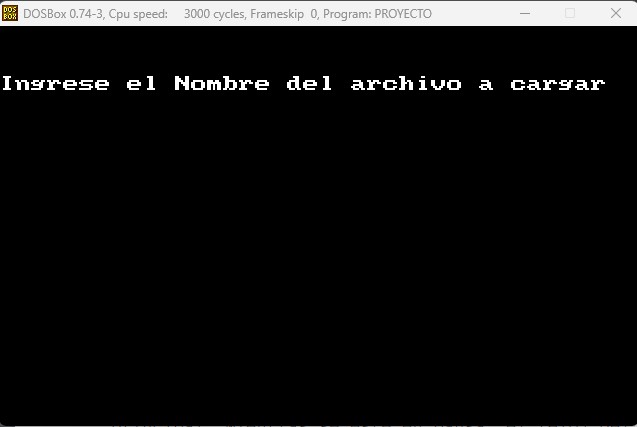 DOS
BOX
DOSBox 0.74-3, Cpu speed: 3000 cycles, Frameskip 0, Program: PROYECTO
Ingrese el Nombre del archivo a cargar